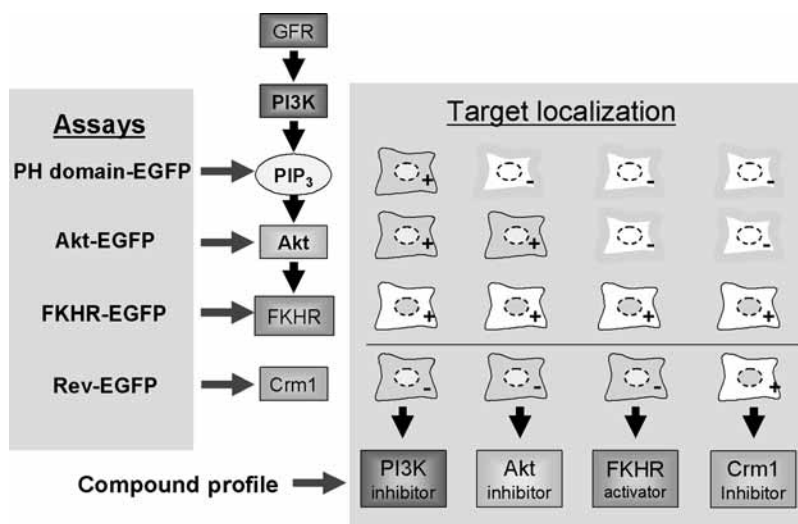 GFR
PI3K
Assays
Target localization
PH domain-EGFP
PIP3
+
-
-
-
Akt-EGFP
Akt
+
+
-
-
FKHR-EGFP
FKHR
+
+
+
+
Rev-EGFP
Crm1
-
-
-
+
Compound profile
PI3K
inhibitor
Akt
inhibitor
FKHR
activator
Crm1
Inhibitor